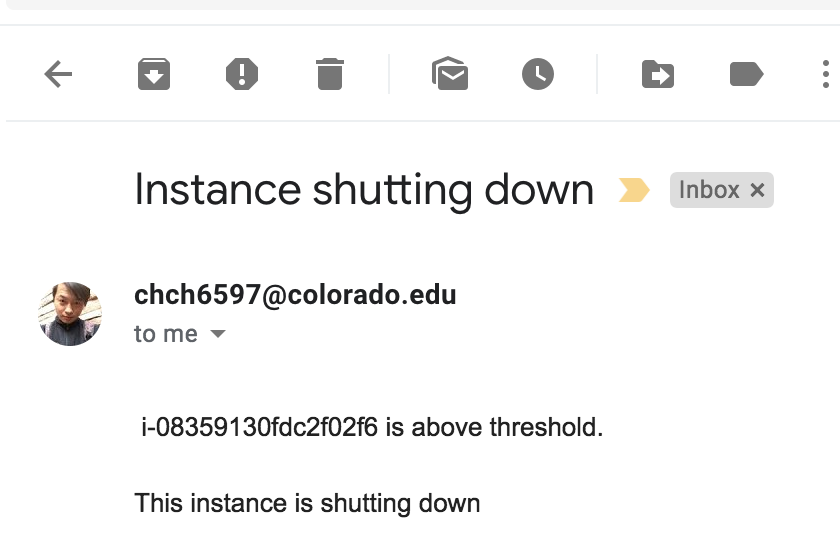 Instance shutting down
Inbox ×
chch6597@colorado.edu
to me
i-08359130fdc2f02f6 is above threshold.
This instance is shutting down